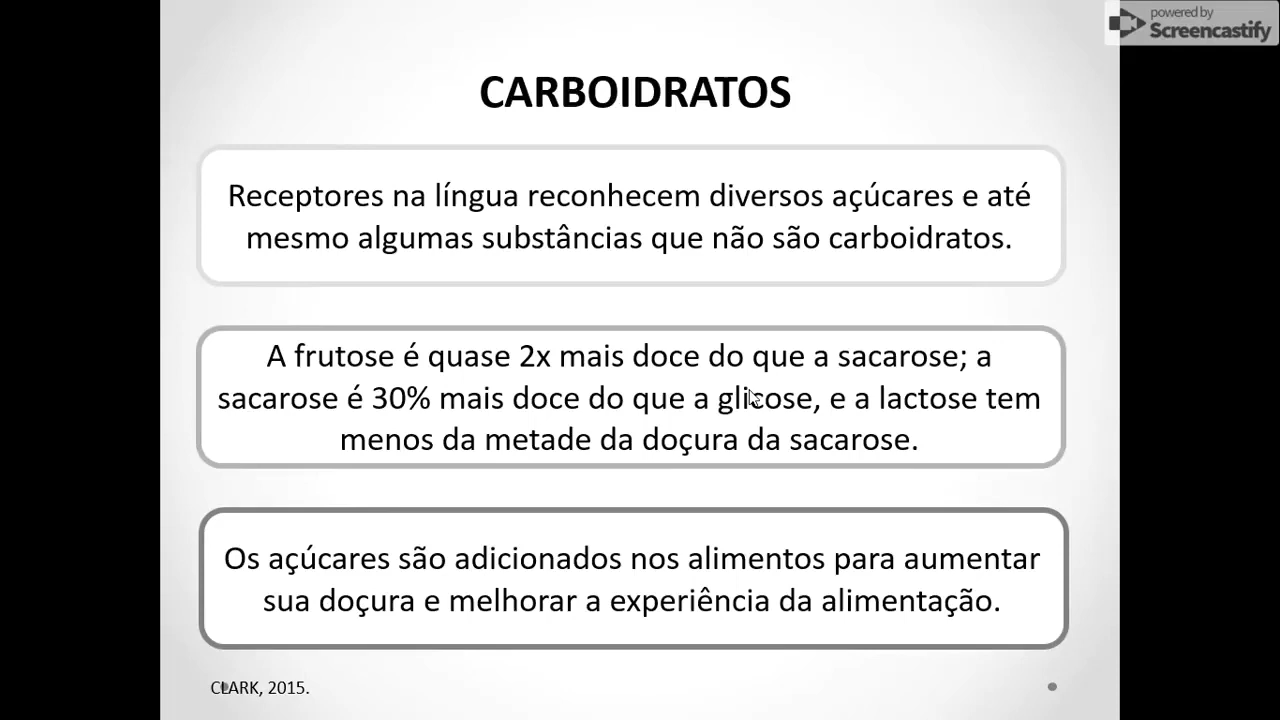 powered by
Screencastify
CARBOIDRATOS
Receptores na língua reconhecem diversos açúcares e até
mesmo algumas substâncias que não são carboidratos.
A frutose é quase 2x mais doce do que a sacarose; a
sacarose é 30% mais doce do que a glicose, e a lactose tem
menos da metade da doçura da sacarose.
Os açúcares são adicionados nos alimentos para aumentar
sua doçura e melhorar a experiência da alimentação.
CLARK, 2015.